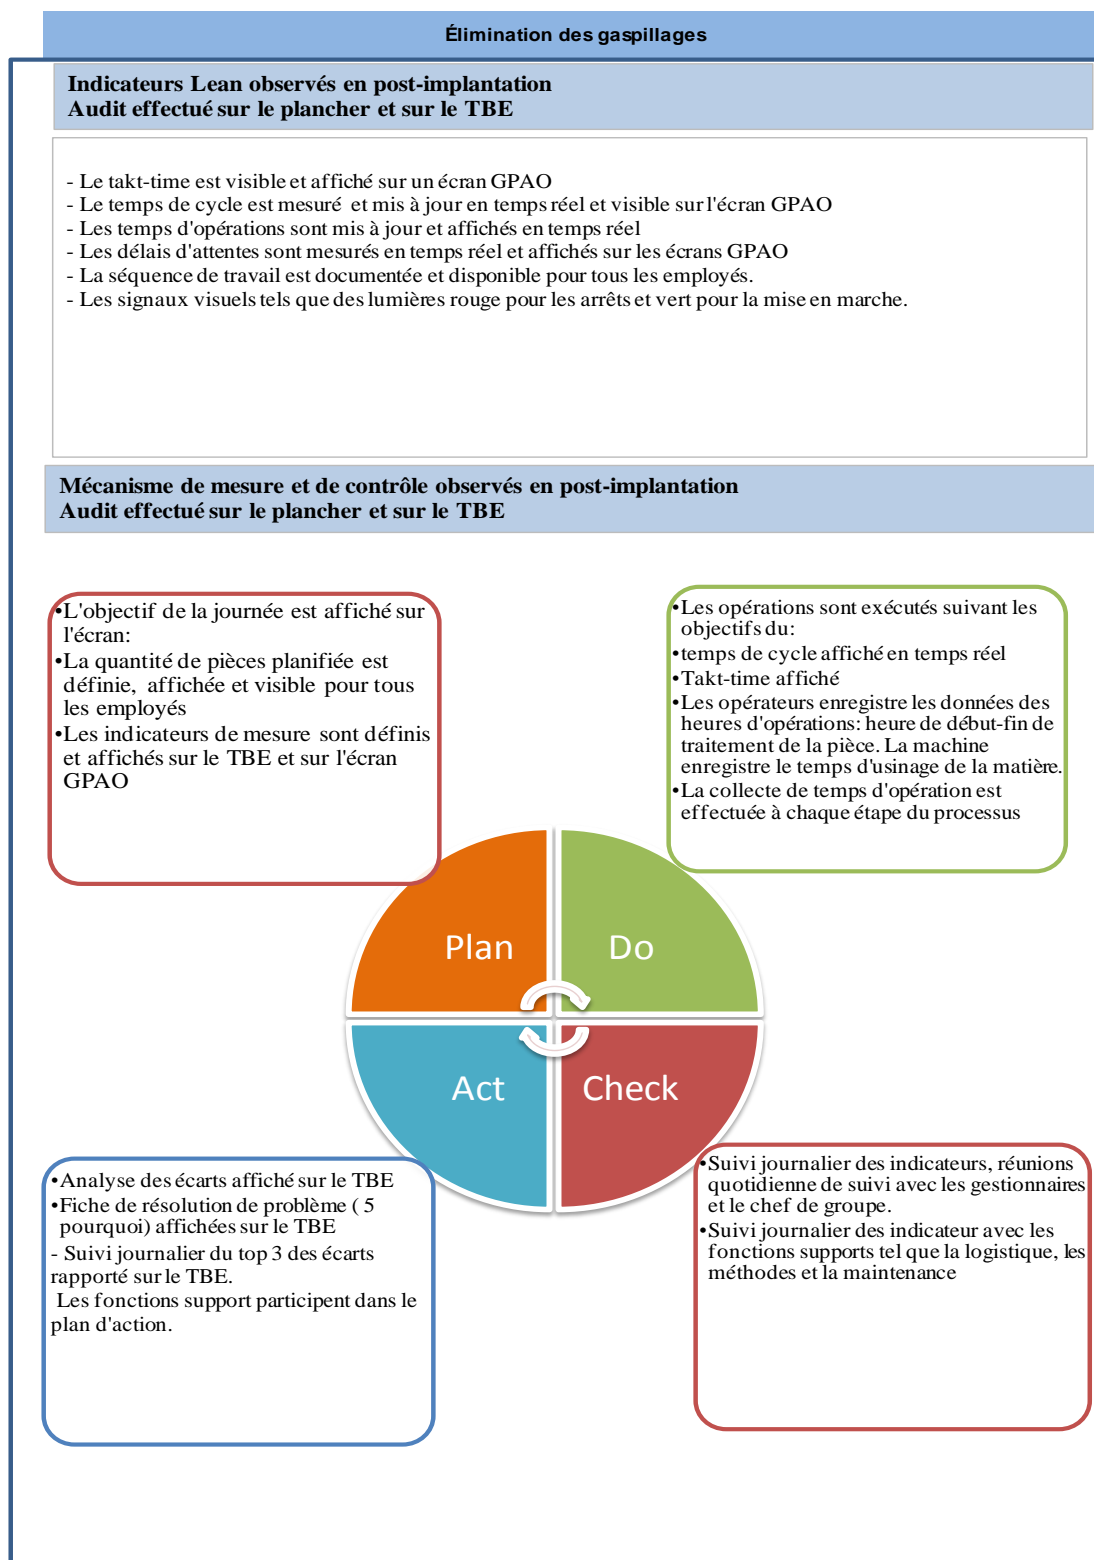 Élimination des gaspillages
Indicateurs Lean observés en post-implantation
Audit effectué sur le plancher et sur le TBE
- Le takt-time est visible et affiché sur un écran GPAO
- Le temps de cycle est mesuré et mis à jour en temps réel et visible sur l'écran GPAO
- Les temps d'opérations sont mis à jour et affichés en temps réel
- Les délais d'attentes sont mesurés en temps réel et affichés sur les écrans GPAO
- La séquence de travail est documentée et disponible pour tous les employés.
- Les signaux visuels tels que des lumières rouge pour les arrêts et vert pour la mise en marche.
Mécanisme de mesure et de contrôle observés en post-implantation
Audit effectué sur le plancher et sur le TBE
•L'objectif de la journée est affiché sur
l'écran:
•La quantité de pièces planifiée est
définie, affichée et visible pour tous
les employés
•Les indicateurs de mesure sont définis
et affichés sur le TBE et sur l'écran
GPAO
•Les opérations sont exécutés suivant les
objectifs du:
•temps de cycle affiché en temps réel
•Takt-time affiché
•Les opérateurs enregistre les données des
heures d'opérations: heure de début-fin de
traitement de la pièce. La machine
enregistre le temps d'usinage de la matière.
•La collecte de temps d'opération est
effectuée à chaque étape du processus
Plan
Do
Act
Check
•Analyse des écarts affiché sur le TBE
•Fiche de résolution de problème ( 5
pourquoi) affichées sur le TBE
- Suivi journalier du top 3 des écarts
rapporté sur le TBE.
Les fonctions support participent dans le
plan d'action.
•Suivi journalier des indicateurs, réunions
quotidienne de suivi avec les gestionnaires
et le chef de groupe.
•Suivi journalier des indicateur avec les
fonctions supports tel que la logistique, les
méthodes et la maintenance